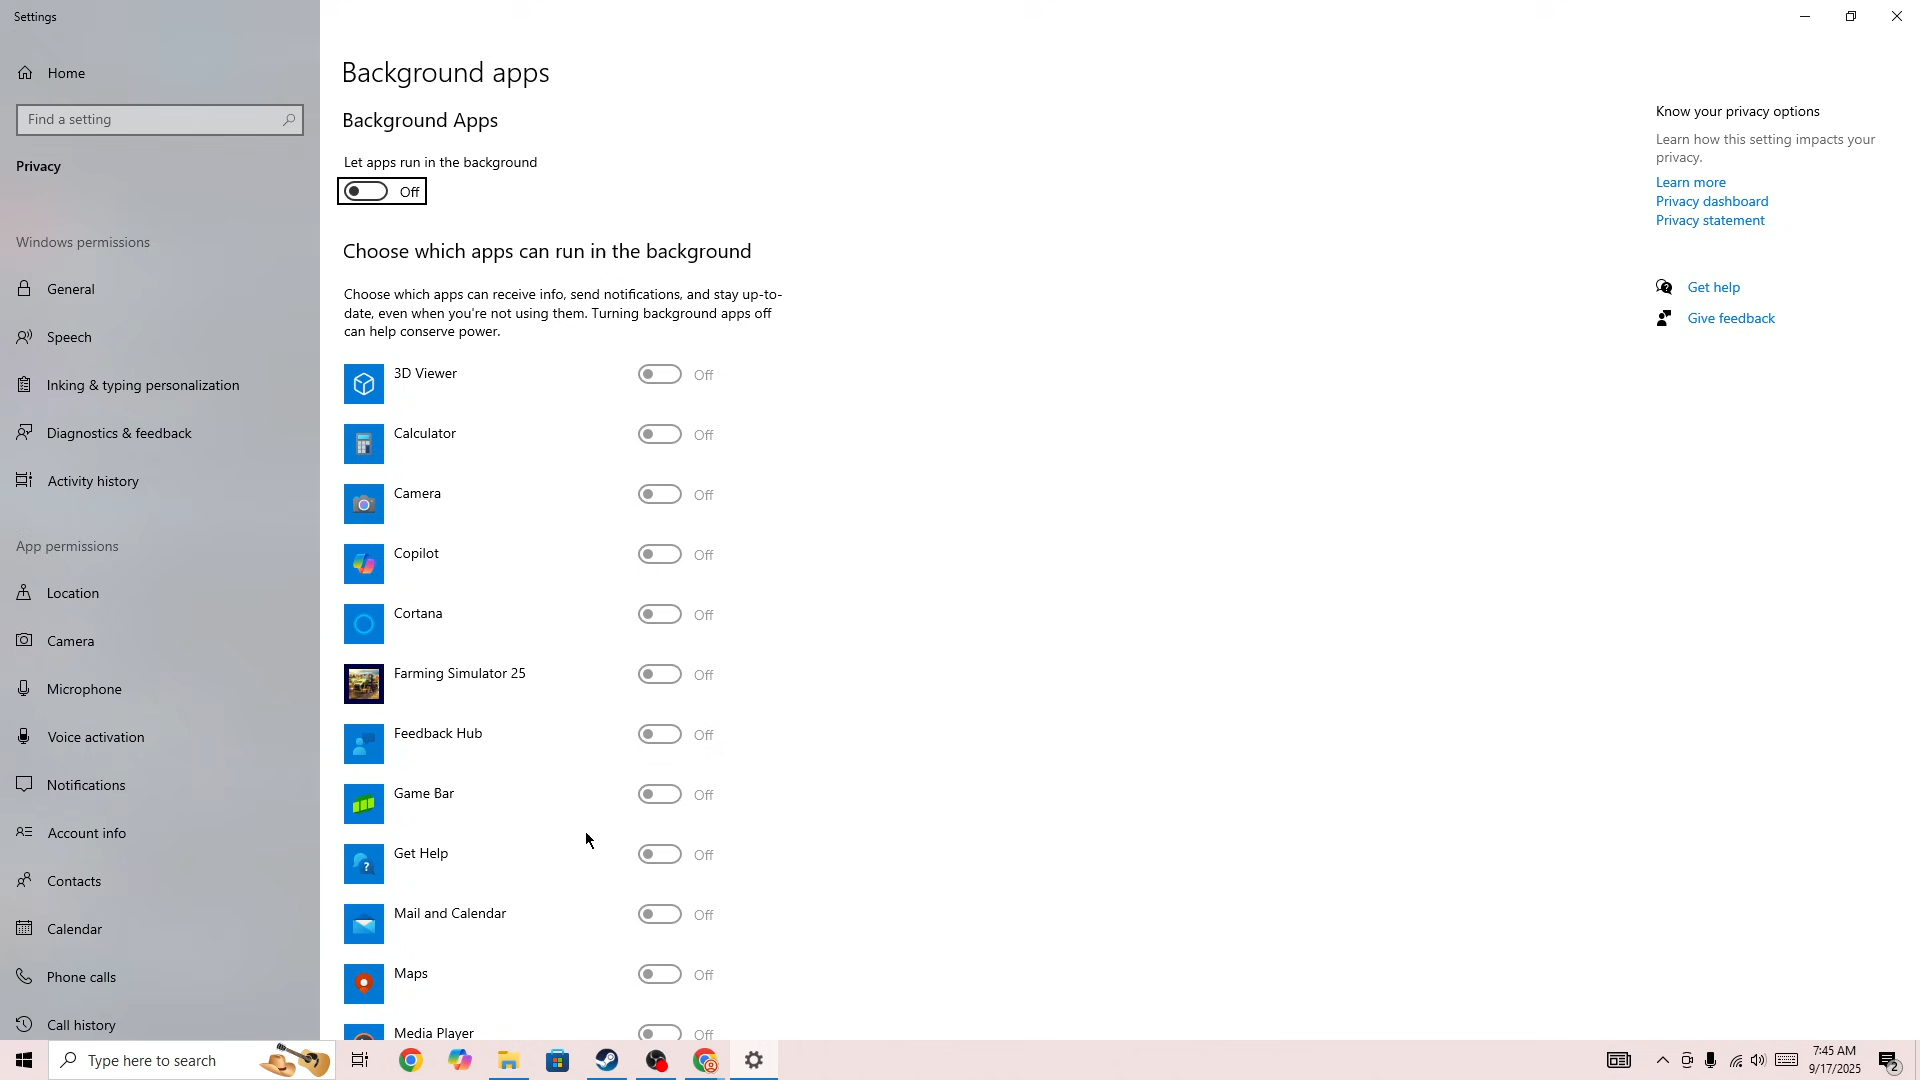 Settings
Home
Find a setting
Privacy
Windows permissions
General
Speech
Inking & typing personalization
Diagnostics & feedback
Activity history
App permissions
Location
Camera
Microphone
Voice activation
Notifications
Account info
Contacts
Calendar
Phone calls
Call history
Background apps
Background Apps
Let apps run in the background
Off
Choose which apps can run in the background
Choose which apps can receive info, send notifications, and stay up-to-
date, even when you're not using them. Turning background apps off
can help conserve power.
3D Viewer Off
Calculator Off
Camera Off
Copilot Off
Cortana Off
Farming Simulator 25 Off
Feedback Hub Off
Game Bar Off
Get Help Off
Mail and Calendar Off
Maps Off
Media Player Off
Know your privacy options
Learn how this setting impacts your
privacy.
Learn more
Privacy dashboard
Privacy statement
Get help
Give feedback
Type here to search
7:45 AM
9/17/2025
2